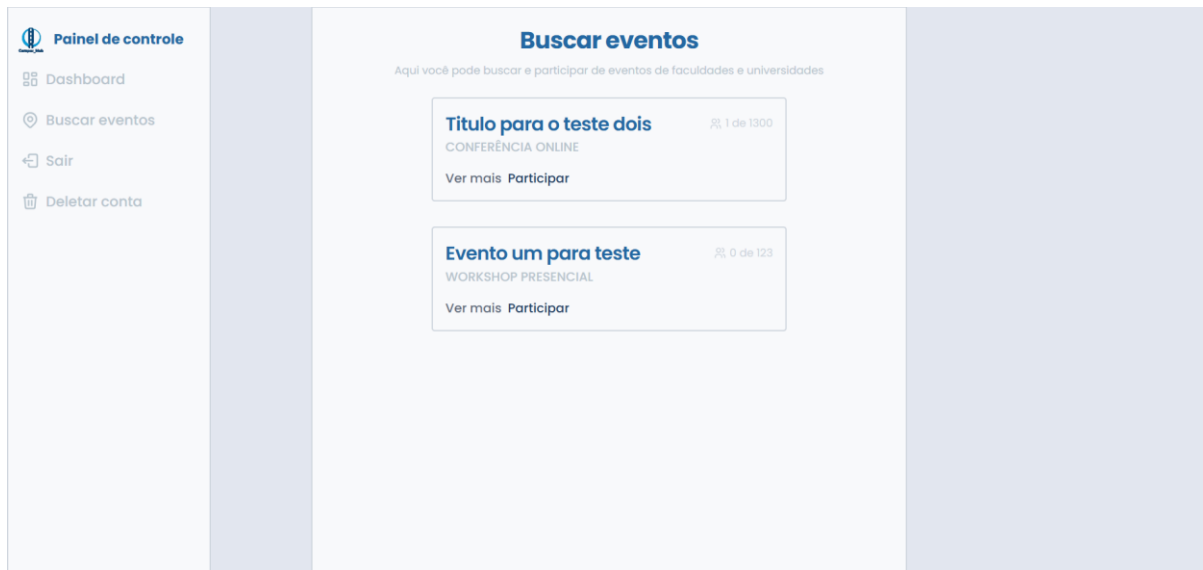 Painel de controle
Dashboard
Buscar eventos
Sair
Deletar conta
Buscar eventos
Aqui você pode buscar e participar de eventos de faculdades e universidades
Titulo para o teste dois
1 de 1300
CONFERÊNCIA ONLINE
Ver mais Participar
Evento um para teste
0 de 123
WORKSHOP PRESENCIAL
Ver mais Participar